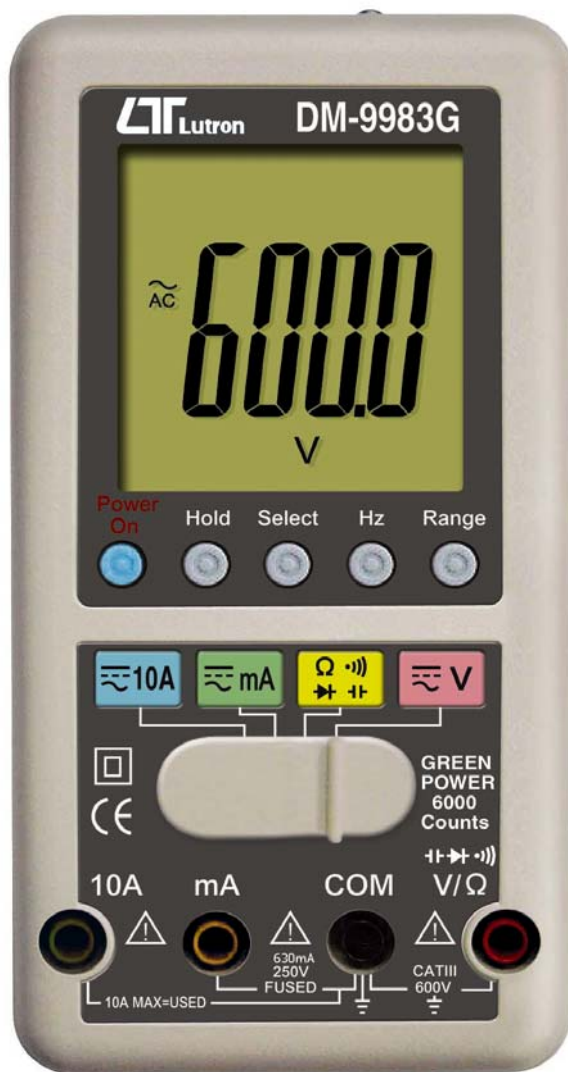 LT Lutron DM-9983G
AC
600.0
V
Power On
Hold Select Hz Range
10A mA Ω V
GREEN
POWER
6000
Counts
CE
10A mA COM V/Ω
630mA
250V
FUSED
CATIII
600V
10A MAX=USED